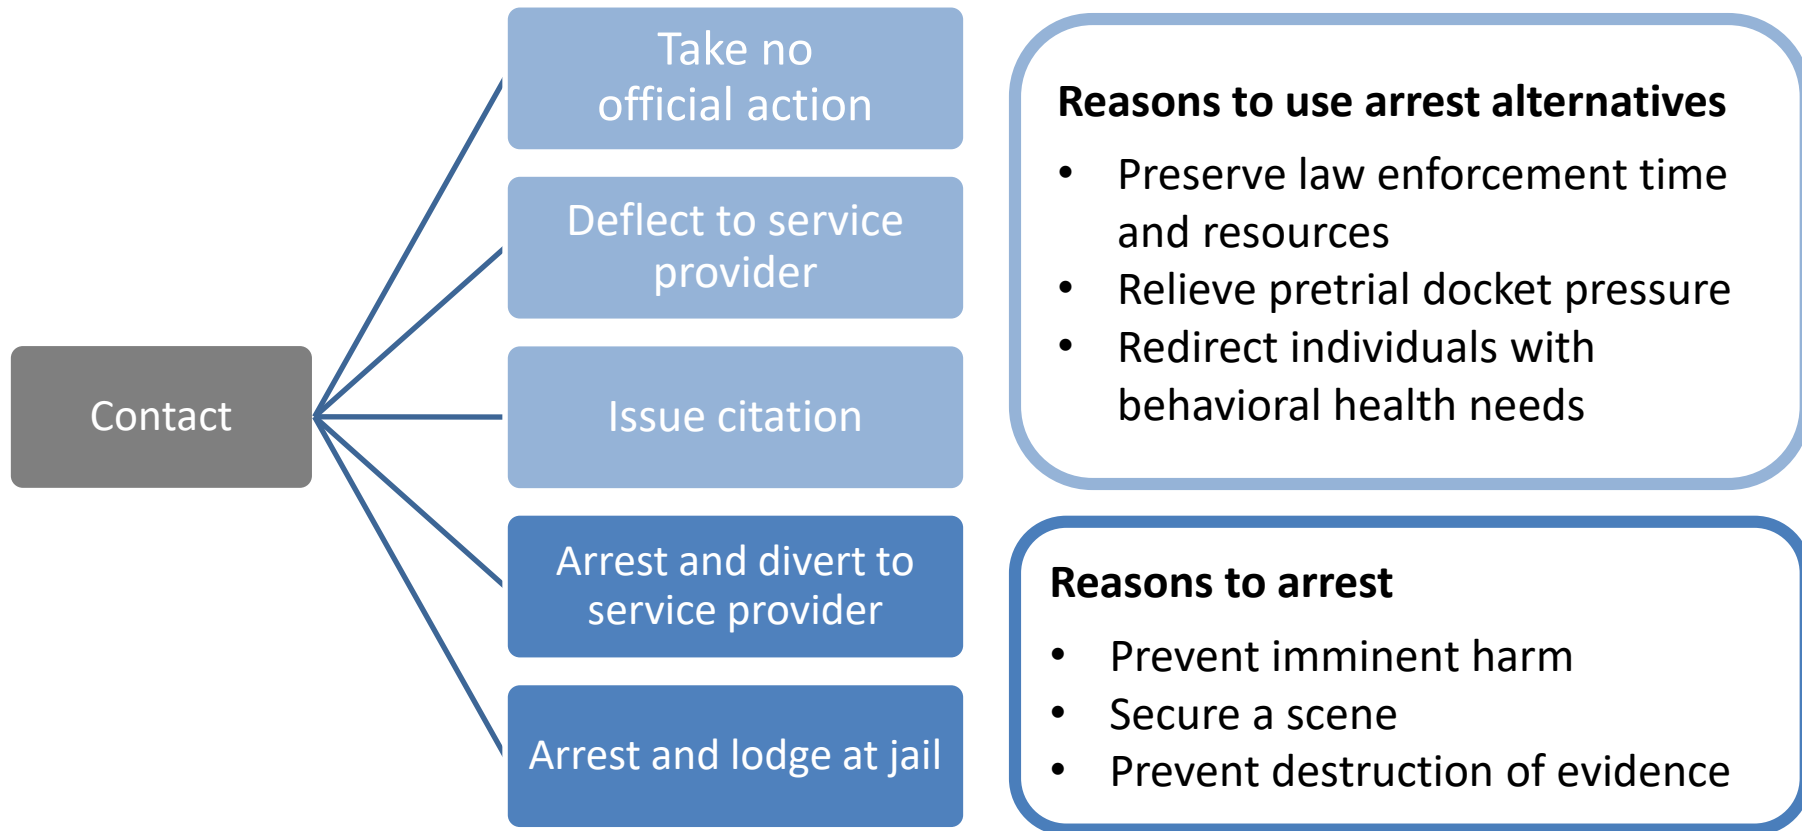 Contact
Take no
official action
Deflect to service
provider
Issue citation
Arrest and divert to
service provider
Arrest and lodge at jail
Reasons to use arrest alternatives
• Preserve law enforcement time
and resources
• Relieve pretrial docket pressure
• Redirect individuals with
behavioral health needs
Reasons to arrest
• Prevent imminent harm
• Secure a scene
• Prevent destruction of evidence